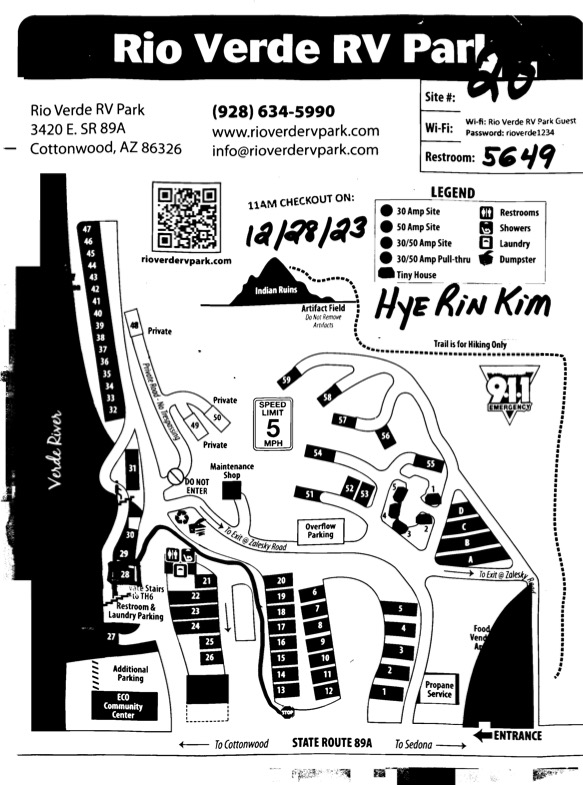 Rio Verde RV Park
Rio Verde RV Park
3420 E. SR 89A
Cottonwood, AZ 86326
(928) 634-5990
www.rioverdervpark.com
info@rioverdervpark.com
Site #:
Wi-Fi: Wi-fi: Rio Verde RV Park Guest
Password: rioverde1234
Restroom: 5649
rioverdervpark.com
11AM CHECKOUT ON:
12/28/23
LEGEND
30 Amp Site
50 Amp Site
30/50 Amp Site
30/50 Amp Pull-thru
Tiny House
Restrooms
Showers
Laundry
Dumpster
HYE RIN KIM
Indian Ruins
Artifact Field
Do Not Remove
Artifacts
Trail is for Hiking Only
911
EMERGENCY
47
46
45
44
43
42
41
40
39
38
37
36
35
34
33
32
48
Private
Private Road - No Trespassing
Private
50
49
Private
SPEED
LIMIT
5
MPH
59
58
57
56
55
54
53
52
51
Verde River
31
DO NOT
ENTER
Maintenance
Shop
To Exit @ Zalesky Road
Overflow
Parking
5
1
4
2
3
D
C
B
A
To Exit @ Zalesky Road
30
29
28
Stairs
to TH6
Restroom &
Laundry Parking
27
Additional
Parking
ECO
Community
Center
21
22
23
24
25
26
20
19
18
17
16
15
14
13
6
7
8
9
10
11
12
STOP
5
4
3
2
1
Propane
Service
Food
ENTRANCE
To Cottonwood
STATE ROUTE 89A
To Sedona